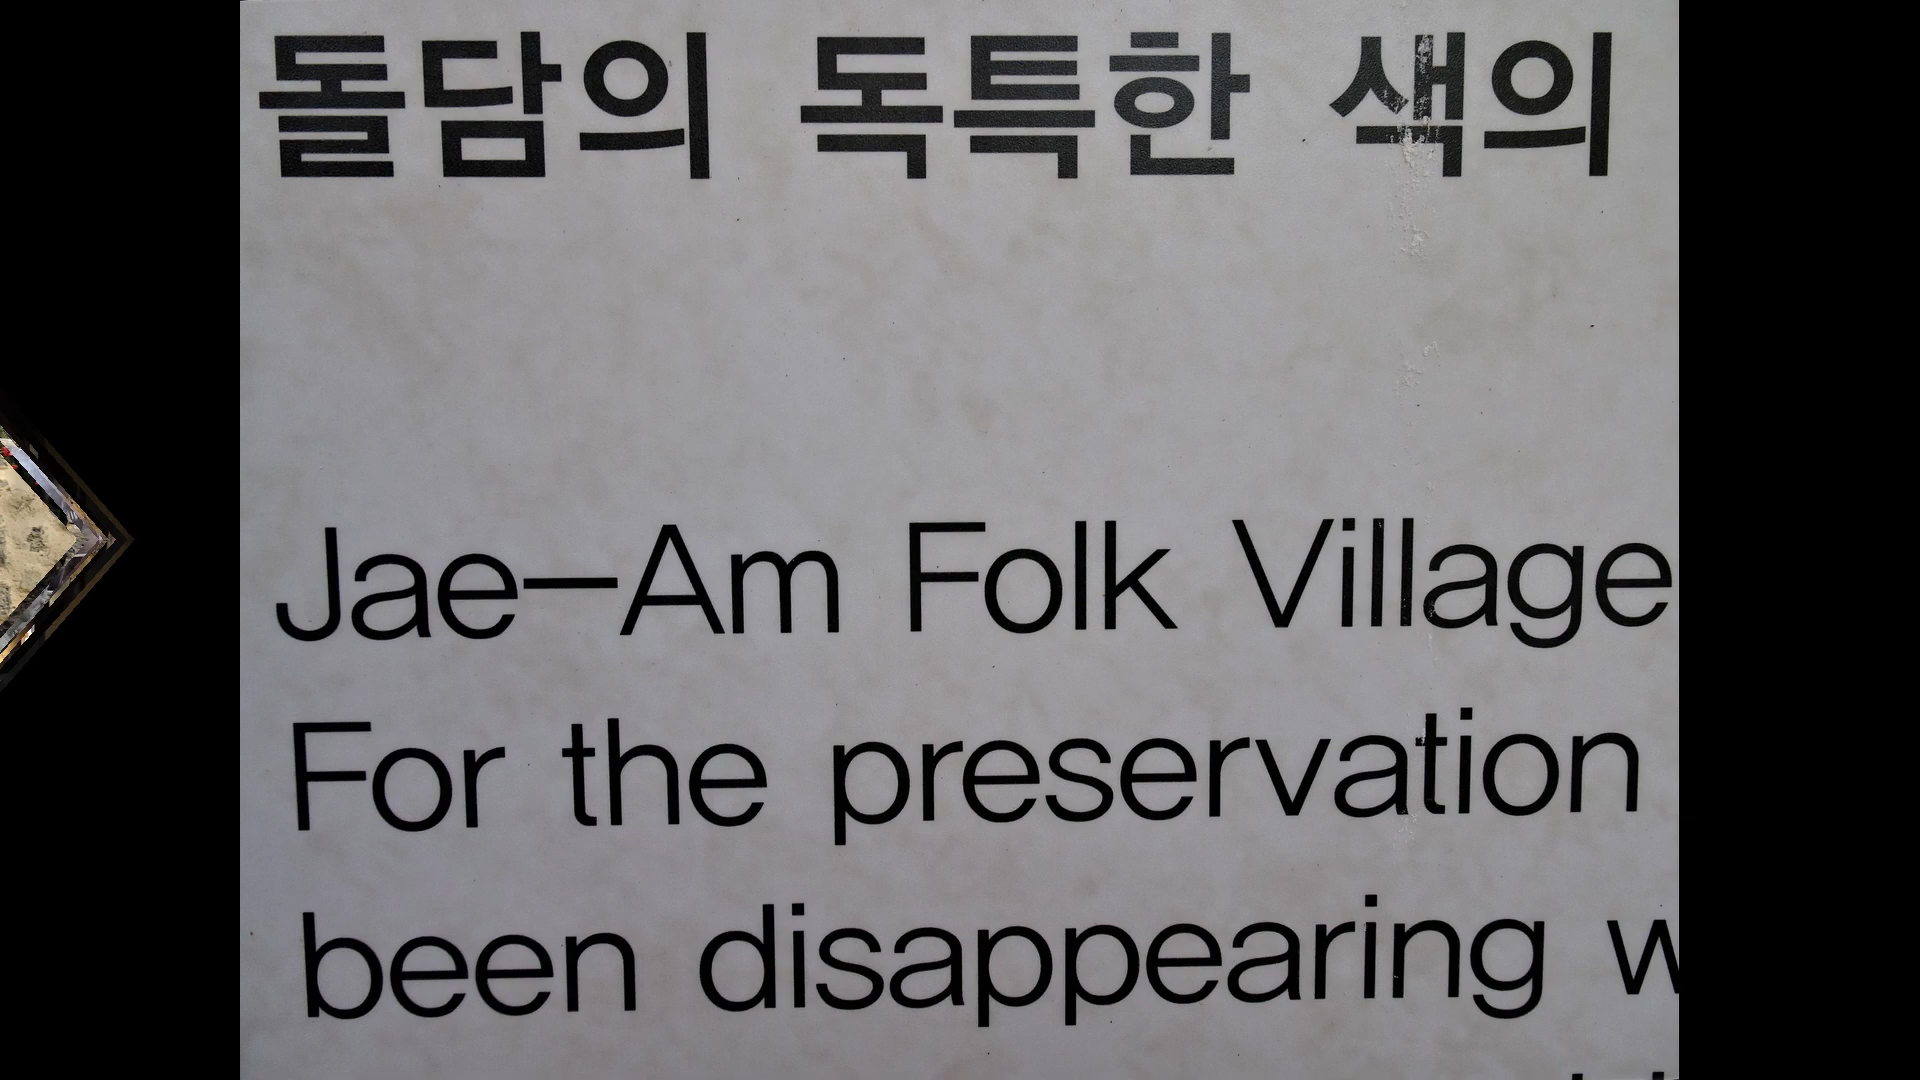 돌담의 독특한 색의
Jae—Am Folk Village
For the preservation
been disappearing w